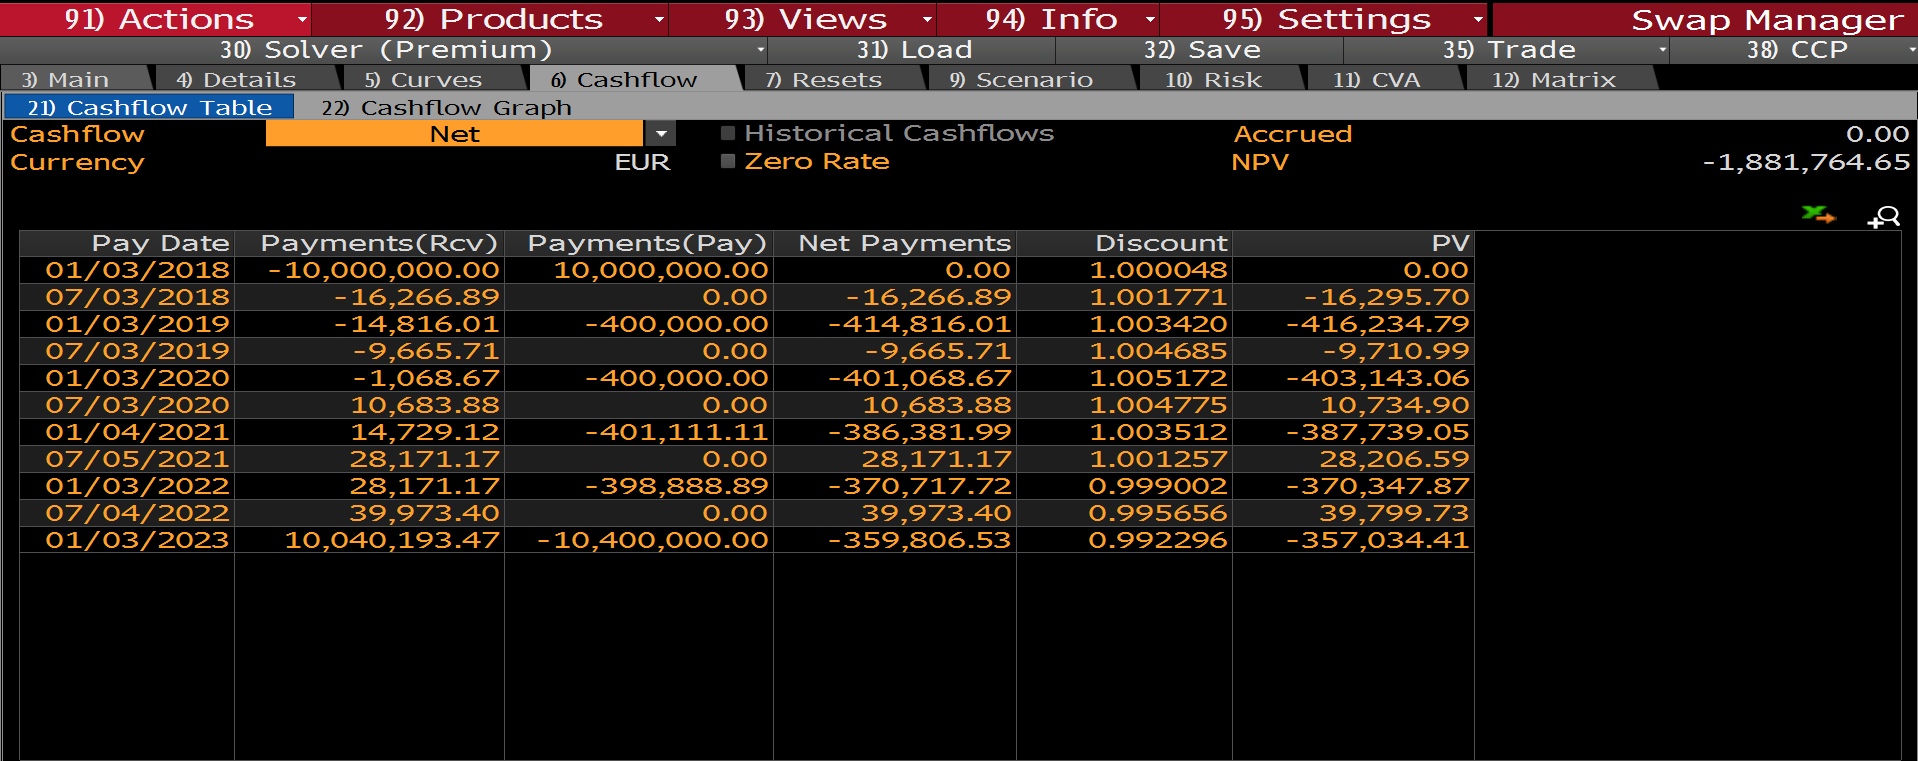 91) Actions 92) Products 93) Views 94) Info 95) Settings Swap Manager
30) Solver (Premium) 31) Load 32) Save 35) Trade 38) CCP
3) Main 4) Details 5) Curves 6) Cashflow 7) Resets 9) Scenario 10) Risk 11) CVA 12) Matrix
21) Cashflow Table 22) Cashflow Graph
Cashflow Net Historical Cashflows Accrued 0.00
Currency EUR Zero Rate NPV -1,881,764.65
Pay Date Payments(Rcv) Payments(Pay) Net Payments Discount PV
01/03/2018 -10,000,000.00 10,000,000.00 0.00 1.000048 0.00
07/03/2018 -16,266.89 0.00 -16,266.89 1.001771 -16,295.70
01/03/2019 -14,816.01 -400,000.00 -414,816.01 1.003420 -416,234.79
07/03/2019 -9,665.71 0.00 -9,665.71 1.004685 -9,710.99
01/03/2020 -1,068.67 -400,000.00 -401,068.67 1.005172 -403,143.06
07/03/2020 10,683.88 0.00 10,683.88 1.004775 10,734.90
01/04/2021 14,729.12 -401,111.11 -386,381.99 1.003512 -387,739.05
07/05/2021 28,171.17 0.00 28,171.17 1.001257 28,206.59
01/03/2022 28,171.17 -398,888.89 -370,717.72 0.999002 -370,347.87
07/04/2022 39,973.40 0.00 39,973.40 0.995656 39,799.73
01/03/2023 10,040,193.47 -10,400,000.00 -359,806.53 0.992296 -357,034.41